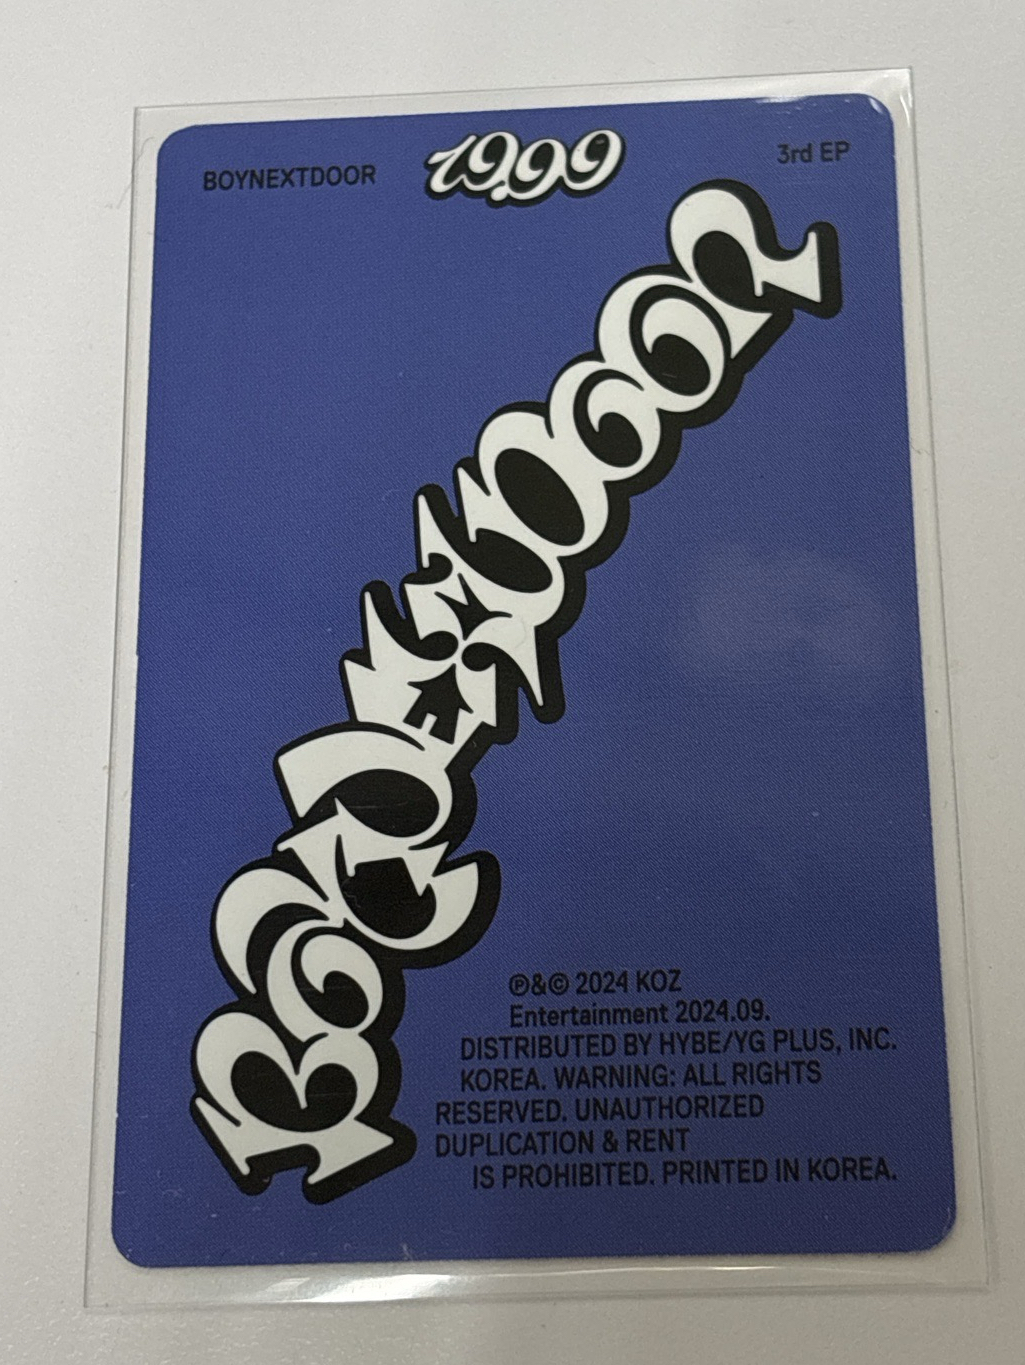 BOYNEXTDOOR
19.99
3rd EP
BOYNEXTDOOR
℗&© 2024 KOZ
Entertainment 2024.09.
DISTRIBUTED BY HYBE/YG PLUS, INC.
KOREA. WARNING: ALL RIGHTS
RESERVED. UNAUTHORIZED
DUPLICATION & RENT
IS PROHIBITED. PRINTED IN KOREA.